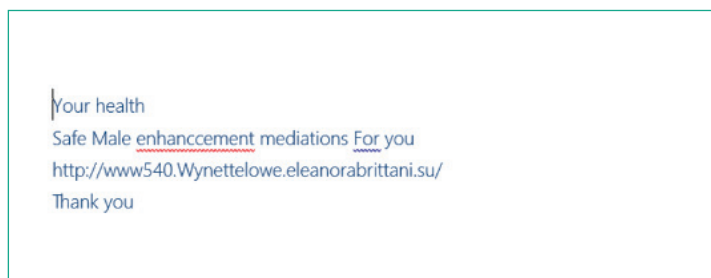 Your health
Safe Male enhanccement mediations For you
http://www540.Wynettelowe.eleanorabrittani.su/
Thank you